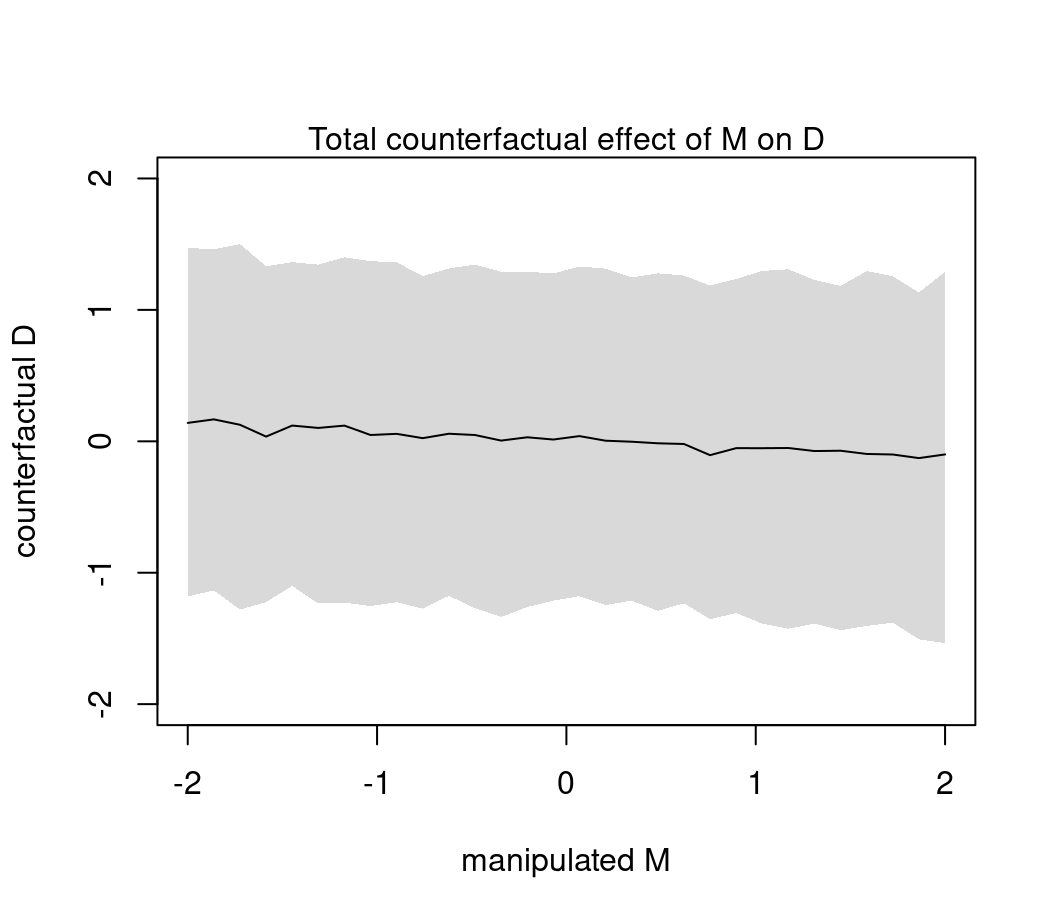 Total counterfactual effect of M on D
counterfactual D
2
1
0
-1
-2
-2 -1 0 1 2
manipulated M